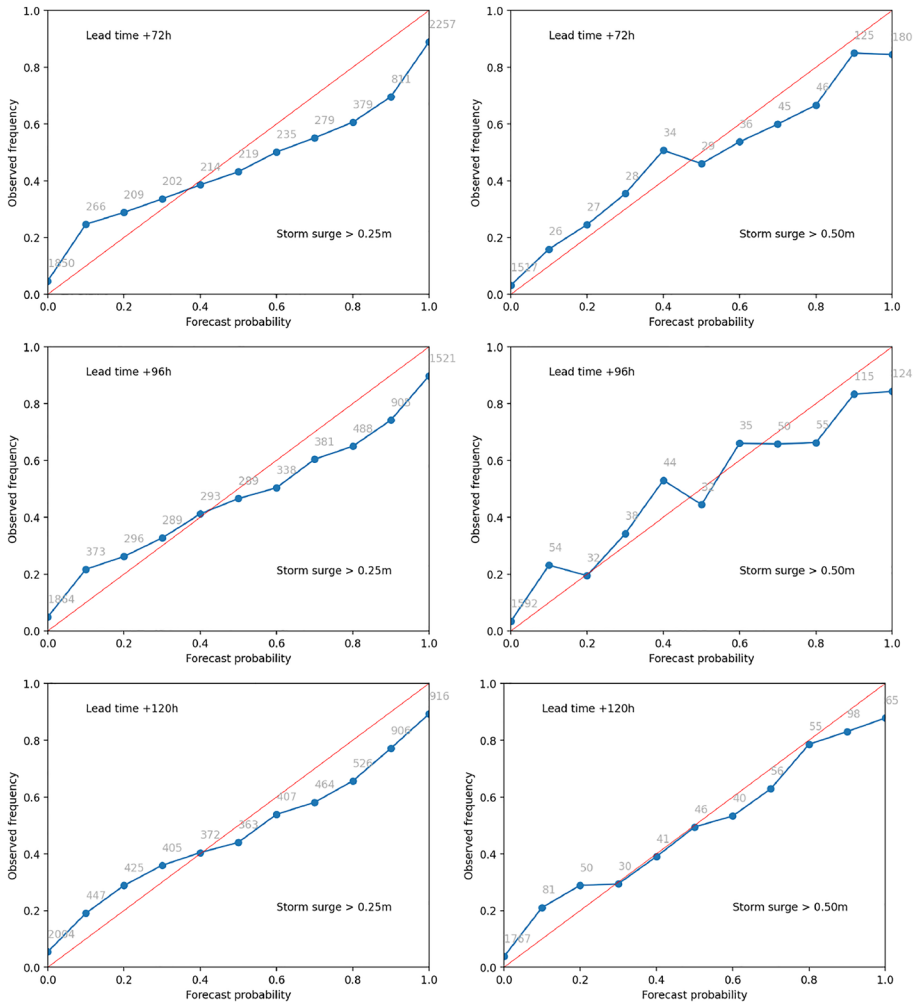 1.0 2257 1.0
Lead time +72h Lead time +72h 125 180
0.8 811 0.8
379 46
279 45
0.6 235 0.6 36
219 34 29
214 28
0.4 202 0.4 27
209
266 26
0.2 Storm surge > 0.25m 0.2 Storm surge > 0.50m
1850 1517
0.0 0.0
0.0 0.2 0.4 0.6 0.8 1.0 0.0 0.2 0.4 0.6 0.8 1.0
Observed frequency Observed frequency
Forecast probability Forecast probability
1.0 1521 1.0
Lead time +96h Lead time +96h 115 124
0.8 0.8
488 55
381 35 50
0.6 338 0.6
289 44
293 38
0.4 289 0.4
296
373 54 32
0.2 Storm surge > 0.25m 0.2 Storm surge > 0.50m
1864 1592
0.0 0.0
0.0 0.2 0.4 0.6 0.8 1.0 0.0 0.2 0.4 0.6 0.8 1.0
Observed frequency Observed frequency
Forecast probability Forecast probability
1.0 916 1.0 65
Lead time +120h Lead time +120h 98
0.8 906 0.8 55
526 56
464
0.6 407 0.6 40
363 46
372 41
0.4 405 0.4 30
425 50
447 81
0.2 Storm surge > 0.25m 0.2 Storm surge > 0.50m
1767
0.0 0.0
0.0 0.2 0.4 0.6 0.8 1.0 0.0 0.2 0.4 0.6 0.8 1.0
Observed frequency Observed frequency
Forecast probability Forecast probability